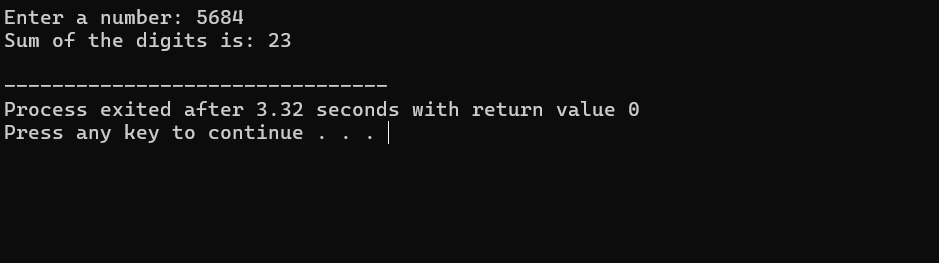 Enter a number: 5684
Sum of the digits is: 23
--------------------------------
Process exited after 3.32 seconds with return value 0
Press any key to continue . . .